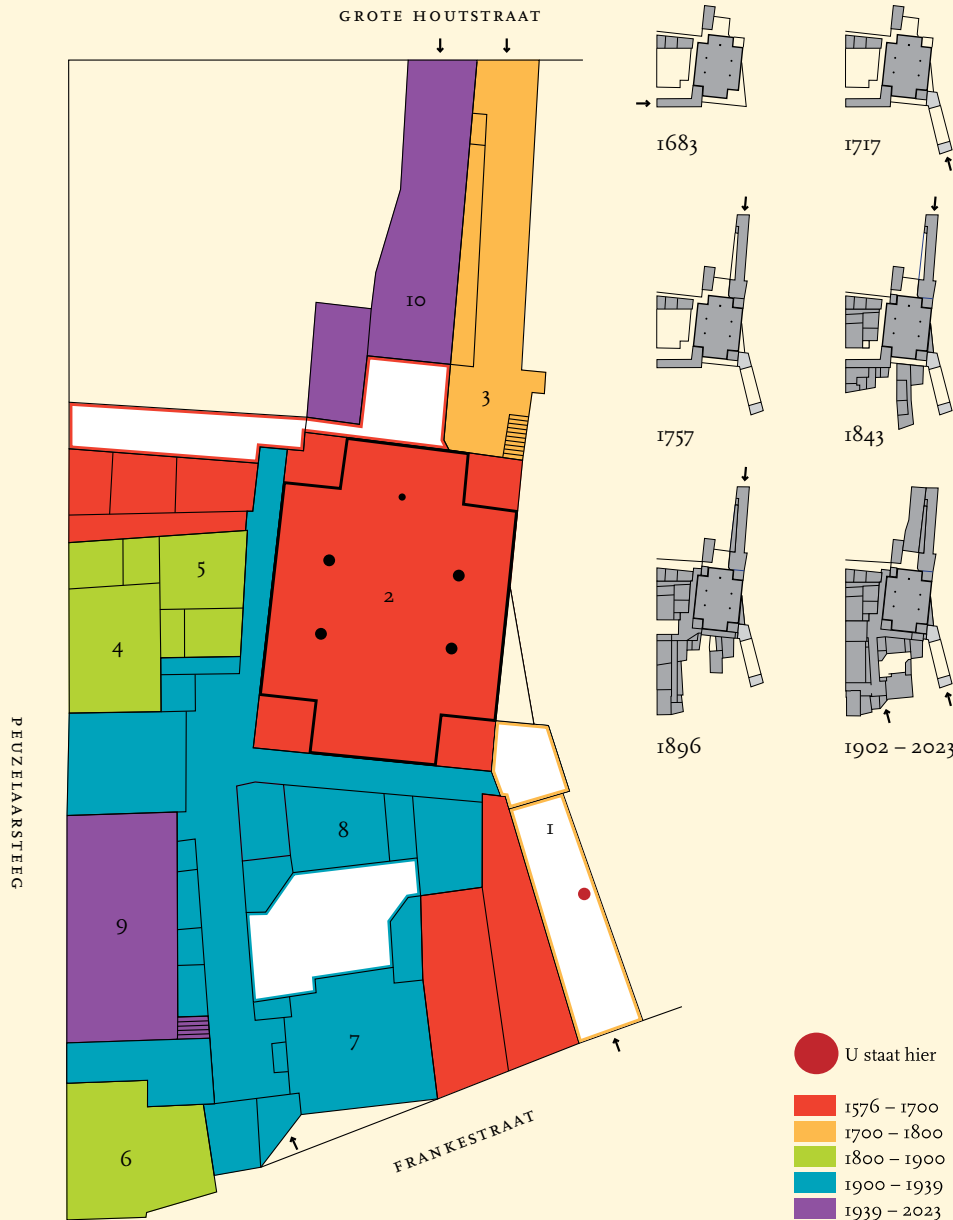 GROTE HOUTSTRAAT
1683
1717
1757
1843
1896
1902 – 2023
10
3
5
2
4
1
8
9
7
6
PEUZELAARSTEEG
FRANKESTRAAT
U staat hier
1576 – 1700
1700 – 1800
1800 – 1900
1900 – 1939
1939 – 2023